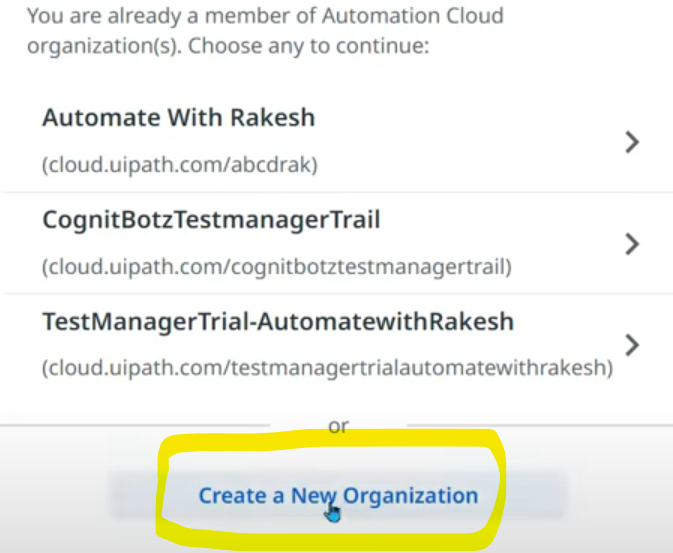 You are already a member of Automation Cloud
organization(s). Choose any to continue:
Automate With Rakesh
(cloud.uipath.com/abcdrak)
CognitBotzTestmanagerTrail
(cloud.uipath.com/cognitbotztestmanagertrail)
TestManagerTrial-AutomatewithRakesh
(cloud.uipath.com/testmanagertrialautomatewithrakesh)
or
Create a New Organization